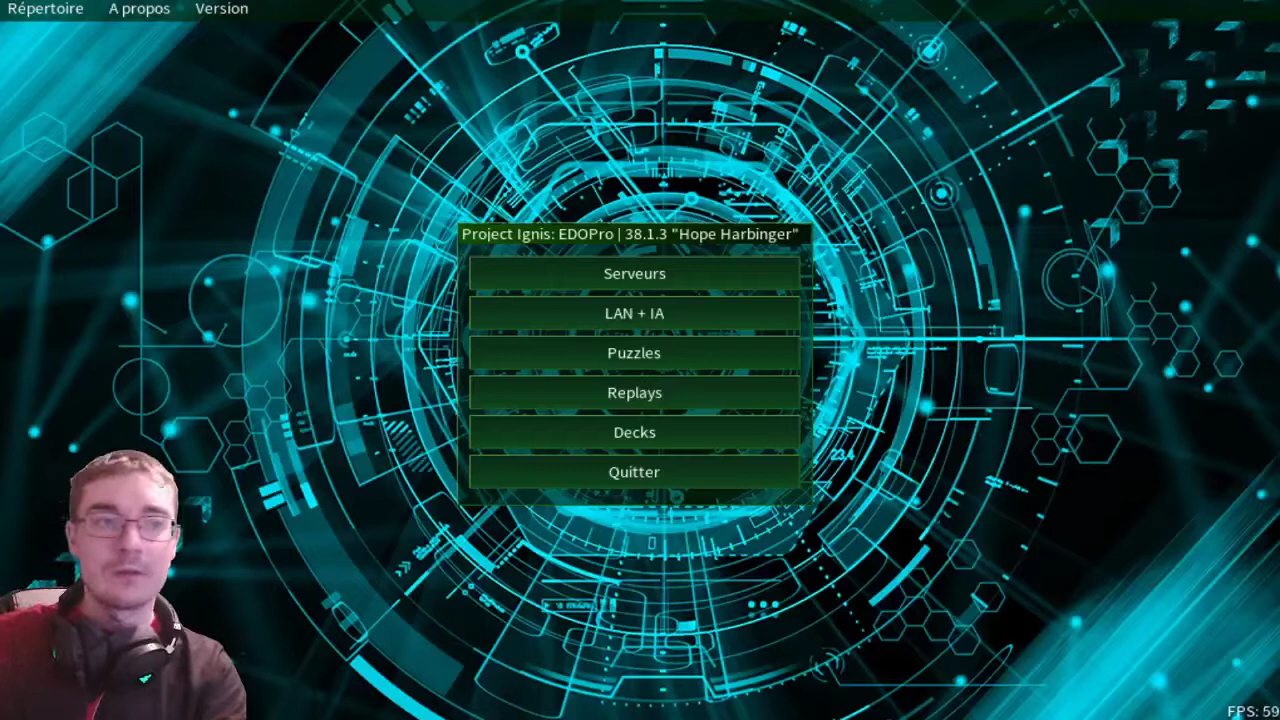 Répertoire A propos Version
Project Ignis: EDOPro | 38.1.3 "Hope Harbinger"
Serveurs
LAN + IA
Puzzles
Replays
Decks
Quitter
234
FPS: 59